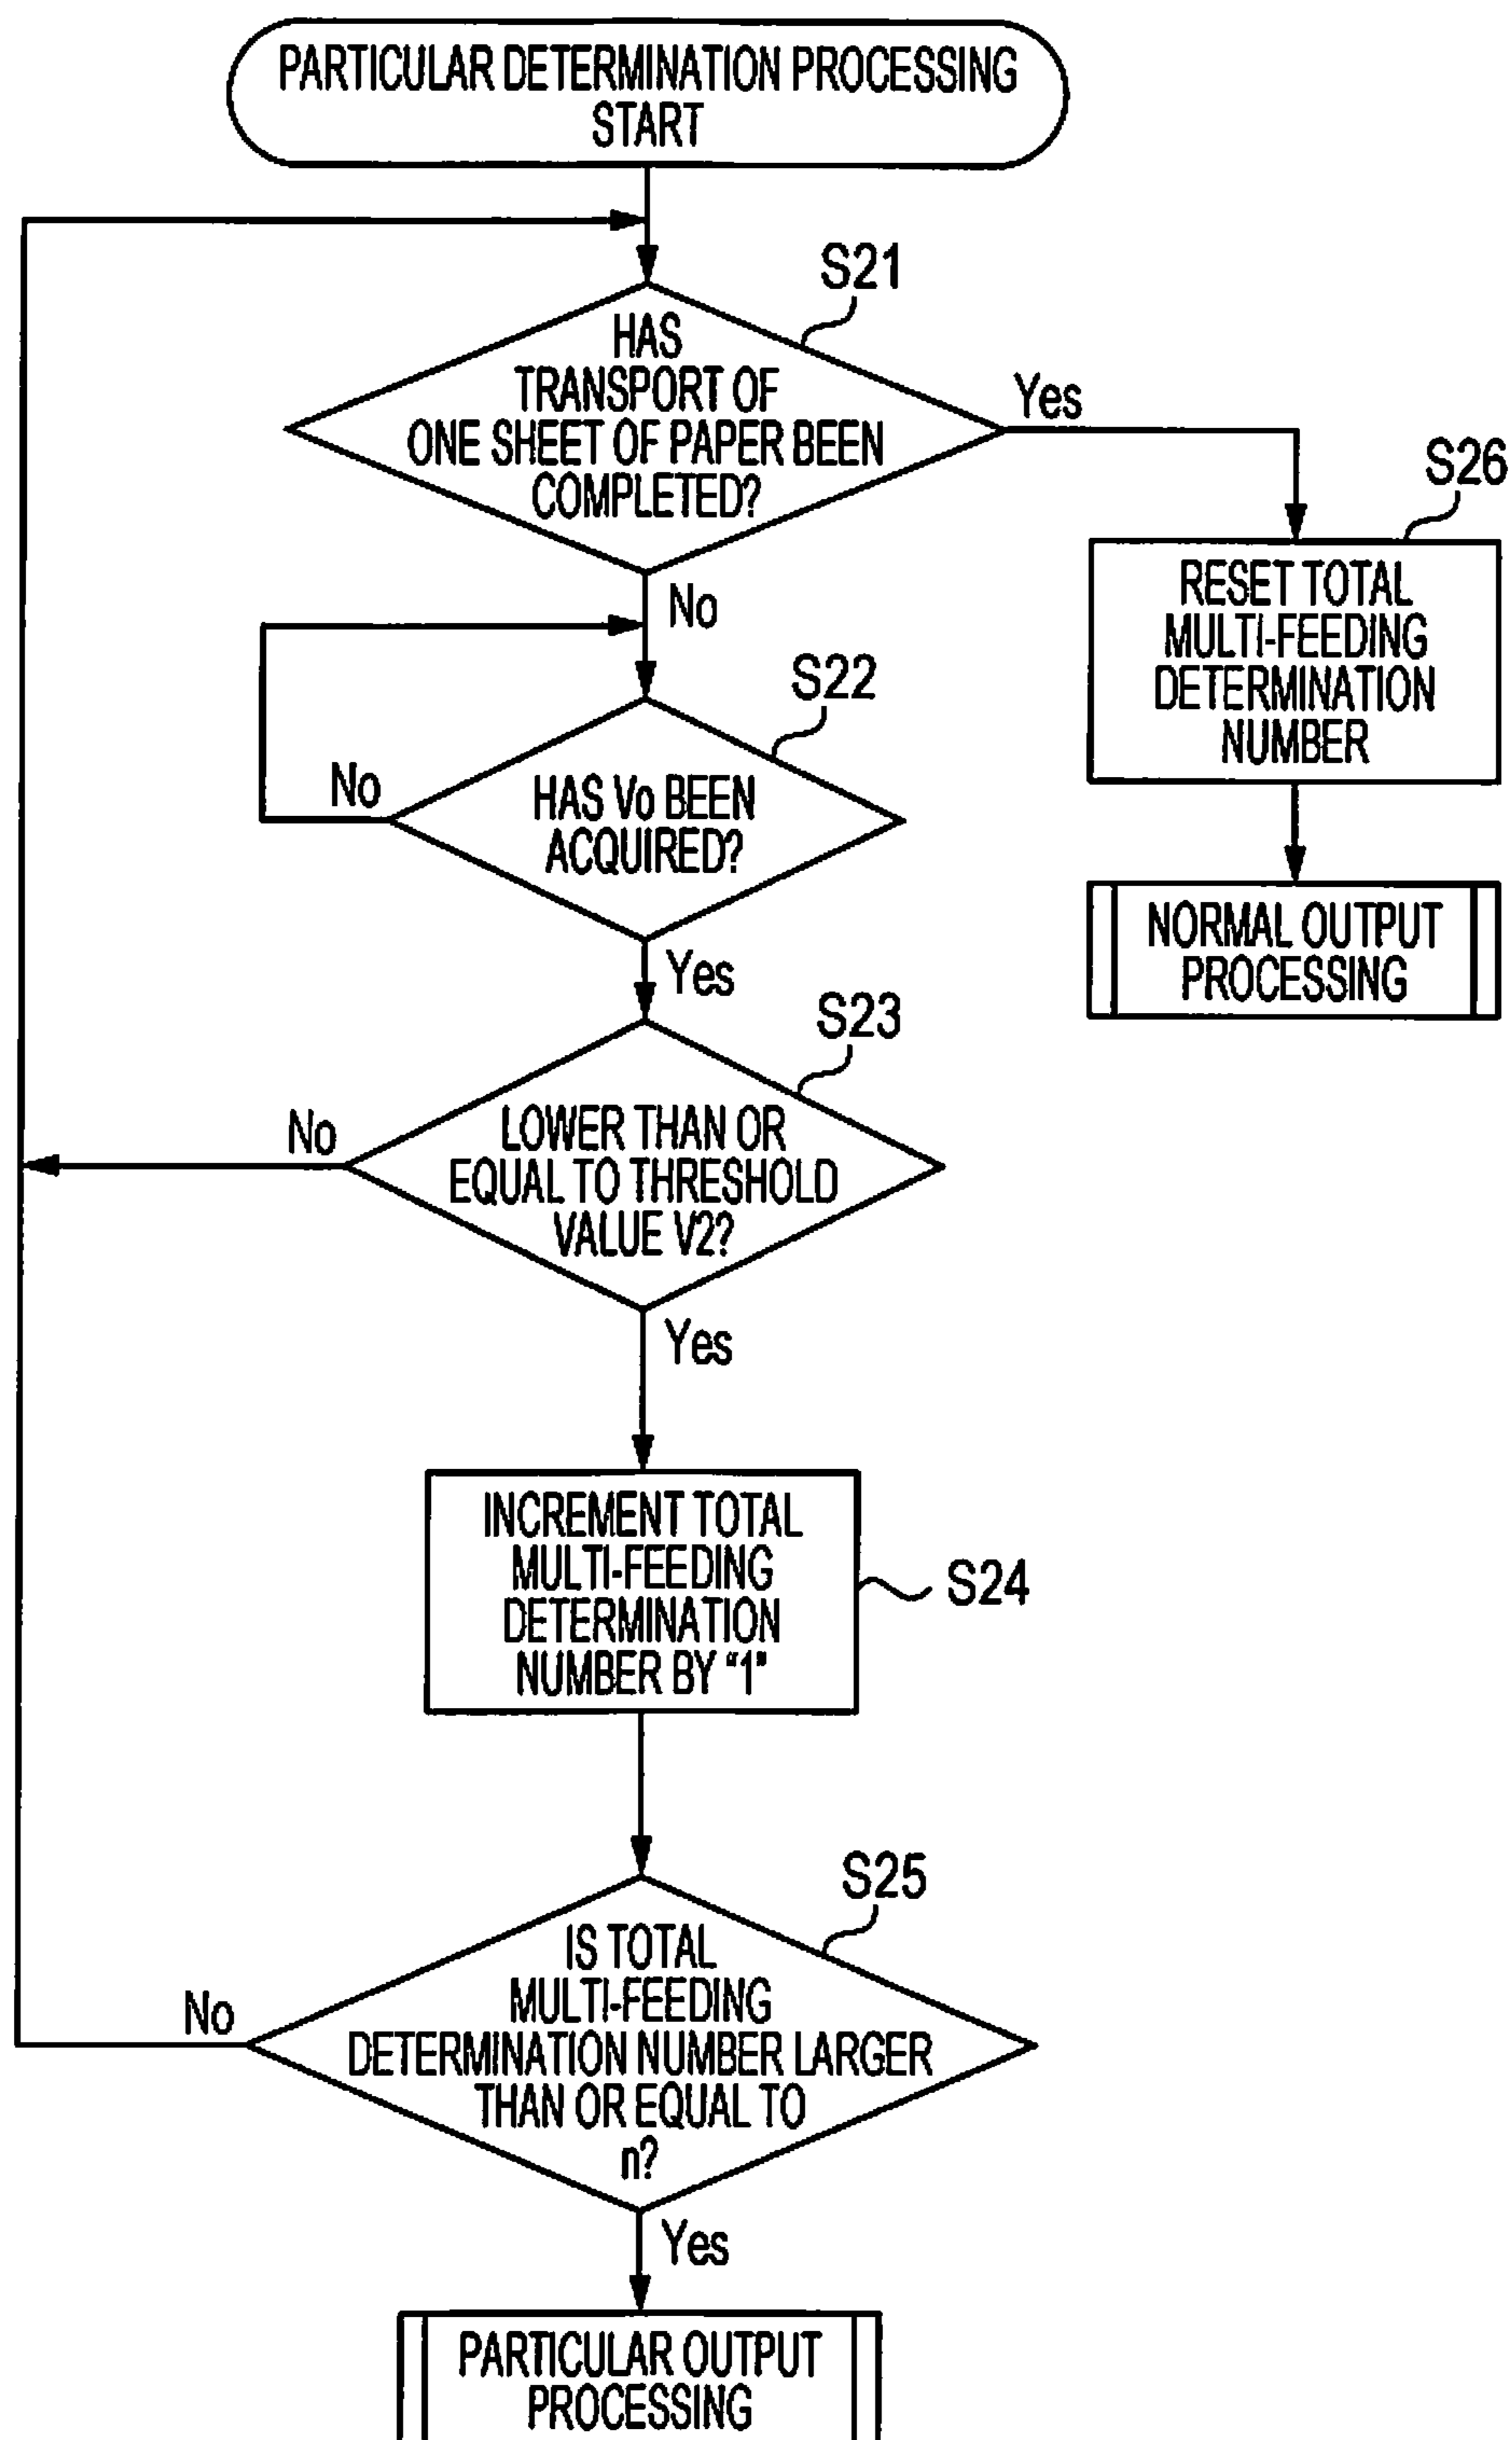 PARTICULAR DETERMINATION PROCESSING
START
S21
HAS
TRANSPORT OF
ONE SHEET OF PAPER BEEN
COMPLETED?
Yes
No
S26
RESET TOTAL
MULTI-FEEDING
DETERMINATION
NUMBER
NORMAL OUTPUT
PROCESSING
S22
HAS Vo BEEN
ACQUIRED?
No
Yes
S23
LOWER THAN OR
EQUAL TO THRESHOLD
VALUE V2?
No
Yes
INCREMENT TOTAL
MULTI-FEEDING
DETERMINATION
NUMBER BY "1"
S24
S25
IS TOTAL
MULTI-FEEDING
DETERMINATION NUMBER LARGER
THAN OR EQUAL TO
n?
No
Yes
PARTICULAR OUTPUT
PROCESSING